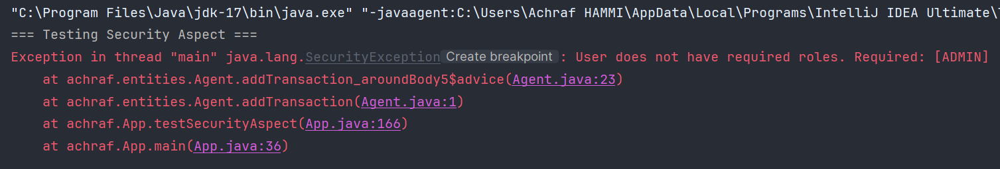 "C:\Program Files\Java\jdk-17\bin\java.exe" "-javaagent:C:\Users\Achraf HAMMI\AppData\Local\Programs\IntelliJ IDEA Ultimate\
=== Testing Security Aspect ===
Exception in thread "main" java.lang.SecurityException Create breakpoint : User does not have required roles. Required: [ADMIN]
at achraf.entities.Agent.addTransaction_aroundBody5$advice(Agent.java:23)
at achraf.entities.Agent.addTransaction(Agent.java:1)
at achraf.App.testSecurityAspect(App.java:166)
at achraf.App.main(App.java:36)